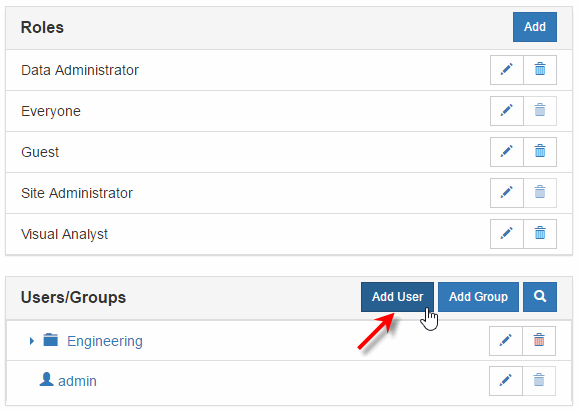 Roles Add
Data Administrator
Everyone
Guest
Site Administrator
Visual Analyst
Users/Groups Add User Add Group
Engineering
admin